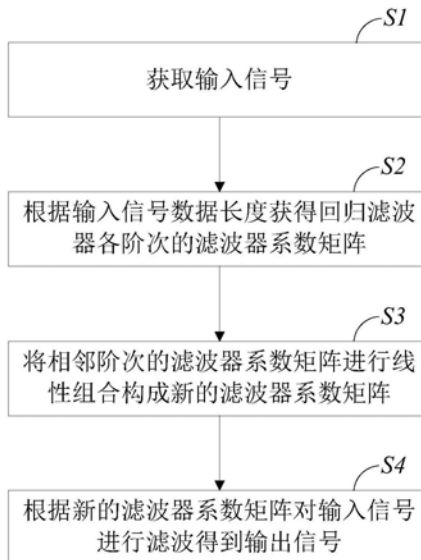 S1
获取输入信号
S2
根据输入信号数据长度获得回归滤波
器各阶次的滤波器系数矩阵
S3
将相邻阶次的滤波器系数矩阵进行线
性组合构成新的滤波器系数矩阵
S4
根据新的滤波器系数矩阵对输入信号
进行滤波得到输出信号